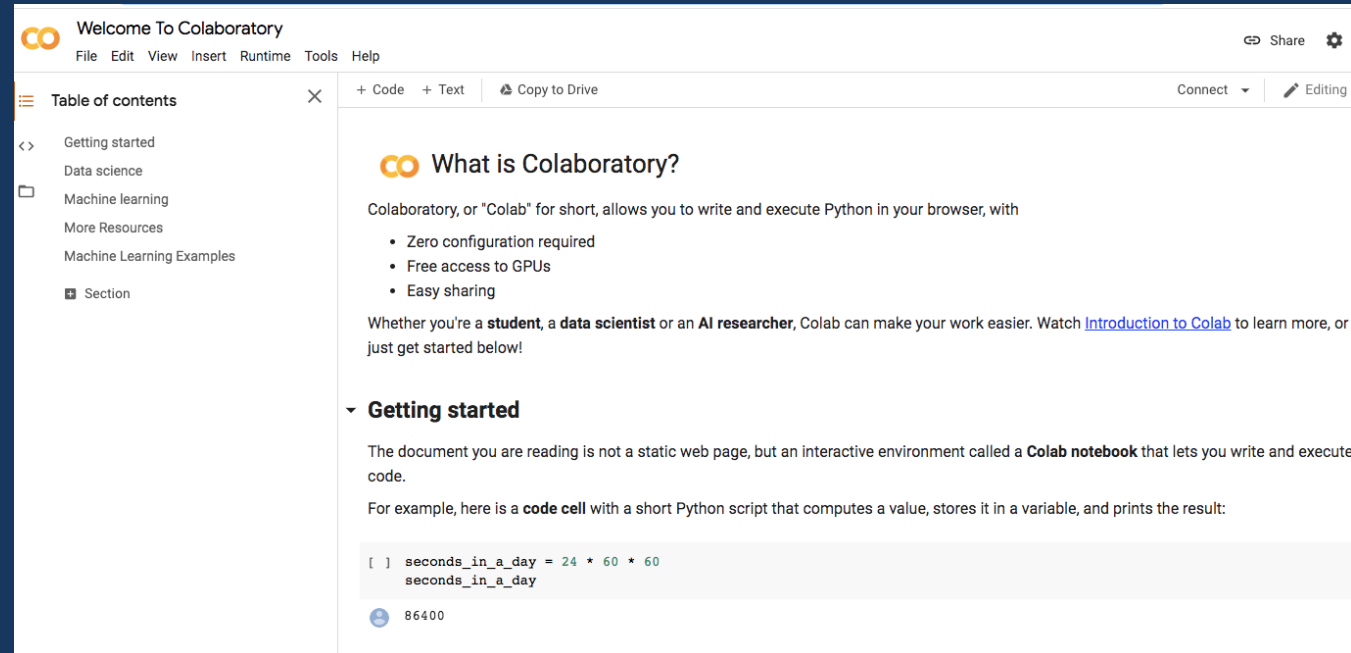 Welcome To Colaboratory
File Edit View Insert Runtime Tools Help
Share
Table of contents
Getting started
Data science
Machine learning
More Resources
Machine Learning Examples
Section
+ Code + Text Copy to Drive
Connect Editing
CO What is Colaboratory?
Colaboratory, or "Colab" for short, allows you to write and execute Python in your browser, with
• Zero configuration required
• Free access to GPUs
• Easy sharing
Whether you're a student, a data scientist or an AI researcher, Colab can make your work easier. Watch Introduction to Colab to learn more, or
just get started below!
Getting started
The document you are reading is not a static web page, but an interactive environment called a Colab notebook that lets you write and execute
code.
For example, here is a code cell with a short Python script that computes a value, stores it in a variable, and prints the result:
[ ] seconds_in_a_day = 24 * 60 * 60
seconds_in_a_day
86400